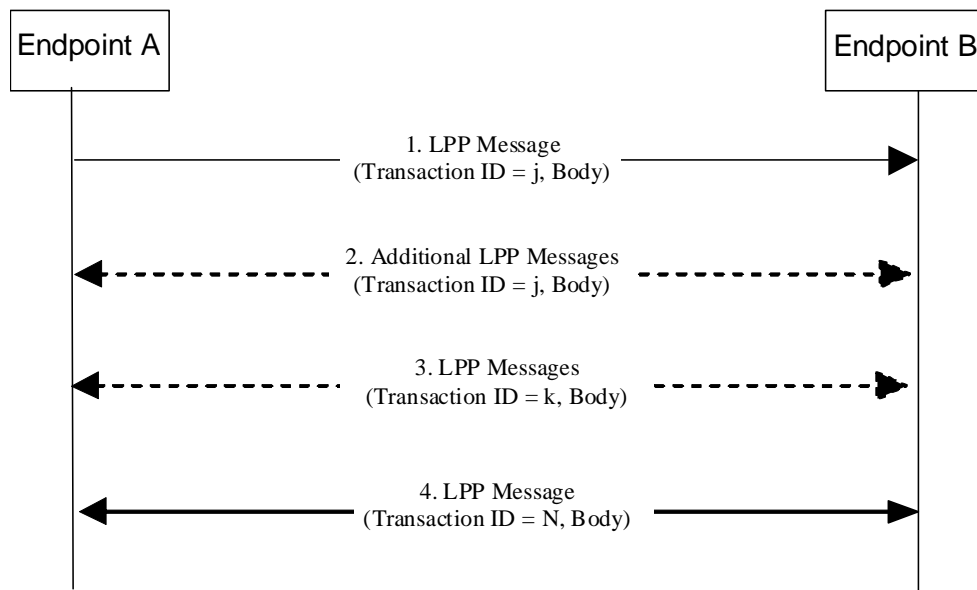 Endpoint A
Endpoint B
1. LPP Message
(Transaction ID = j, Body)
2. Additional LPP Messages
(Transaction ID = j, Body)
3. LPP Messages
(Transaction ID = k, Body)
4. LPP Message
(Transaction ID = N, Body)